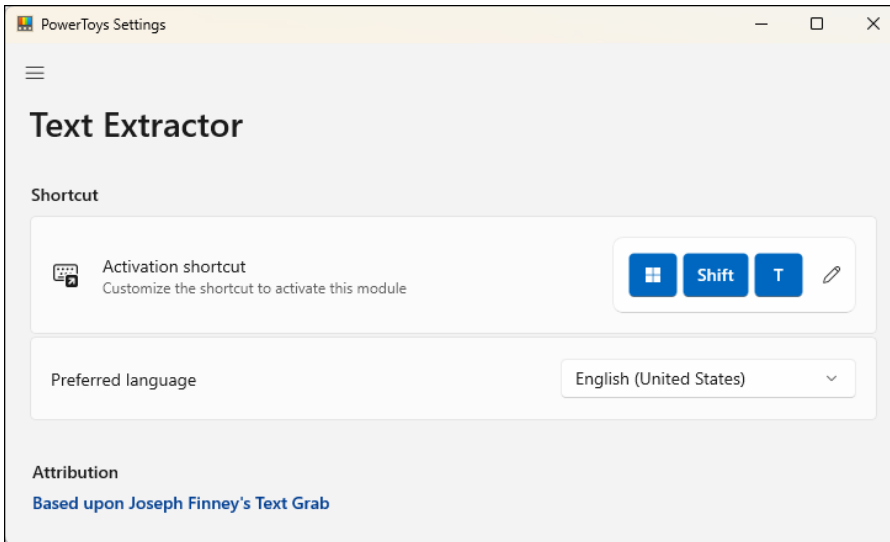 PowerToys Settings
Text Extractor
Shortcut
Activation shortcut
Customize the shortcut to activate this module
Shift
T
Preferred language
English (United States)
Attribution
Based upon Joseph Finney's Text Grab